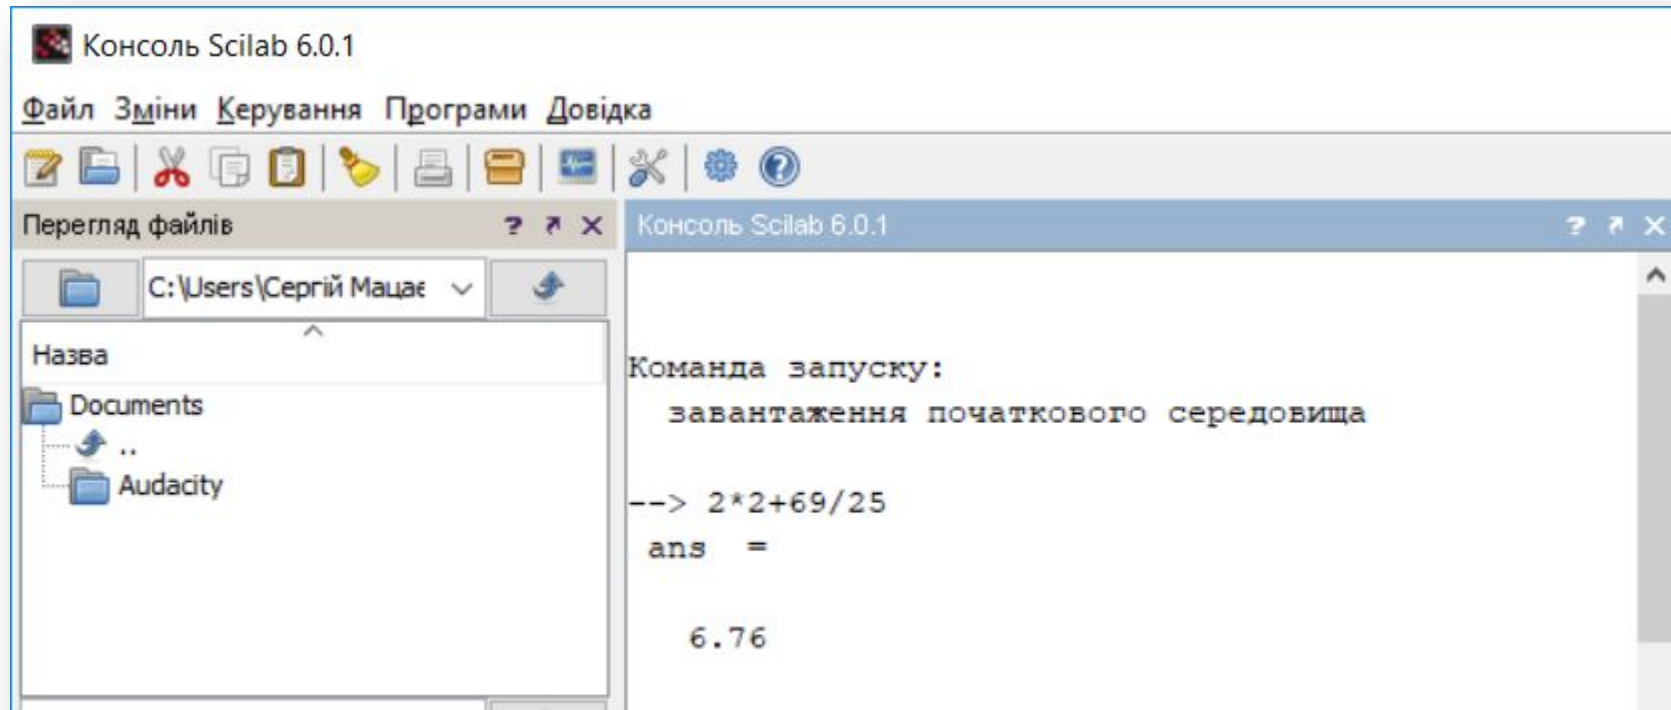 Консоль Scilab 6.0.1
Файл Зміни Керування Програми Довідка
Перегляд файлів
C:\Users\Сергій Мацає
Назва
Documents
..
Audacity
Консоль Scilab 6.0.1
Команда запуску:
завантаження початкового середовища
--> 2*2+69/25
ans =
6.76